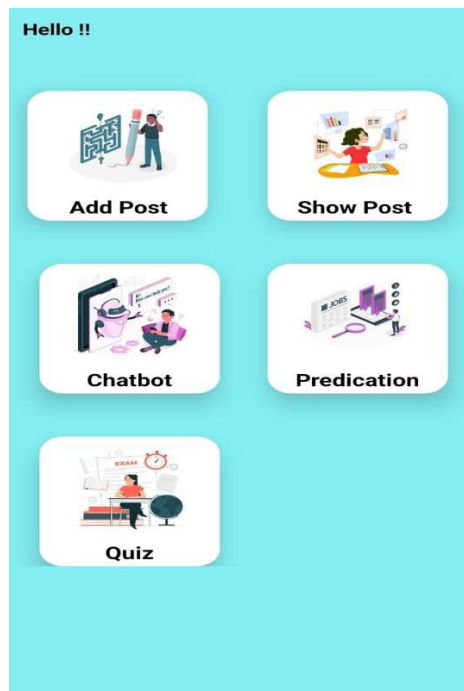 Hello !!
Add Post
Show Post
Chatbot
JOBS
Predication
EXAM
Quiz